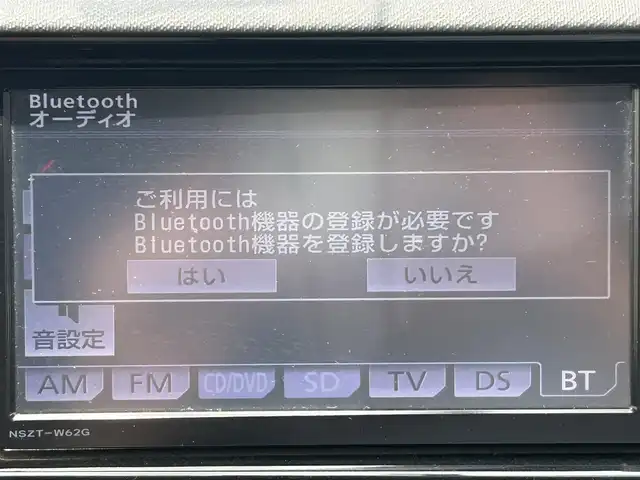 Bluetooth
オーディオ
ご利用には
Bluetooth機器の登録が必要です
Bluetooth機器を登録しますか?
はい
いいえ
音設定
AM
FM
CD/DVD
SD
TV
DS
BT
NSZT-W62G